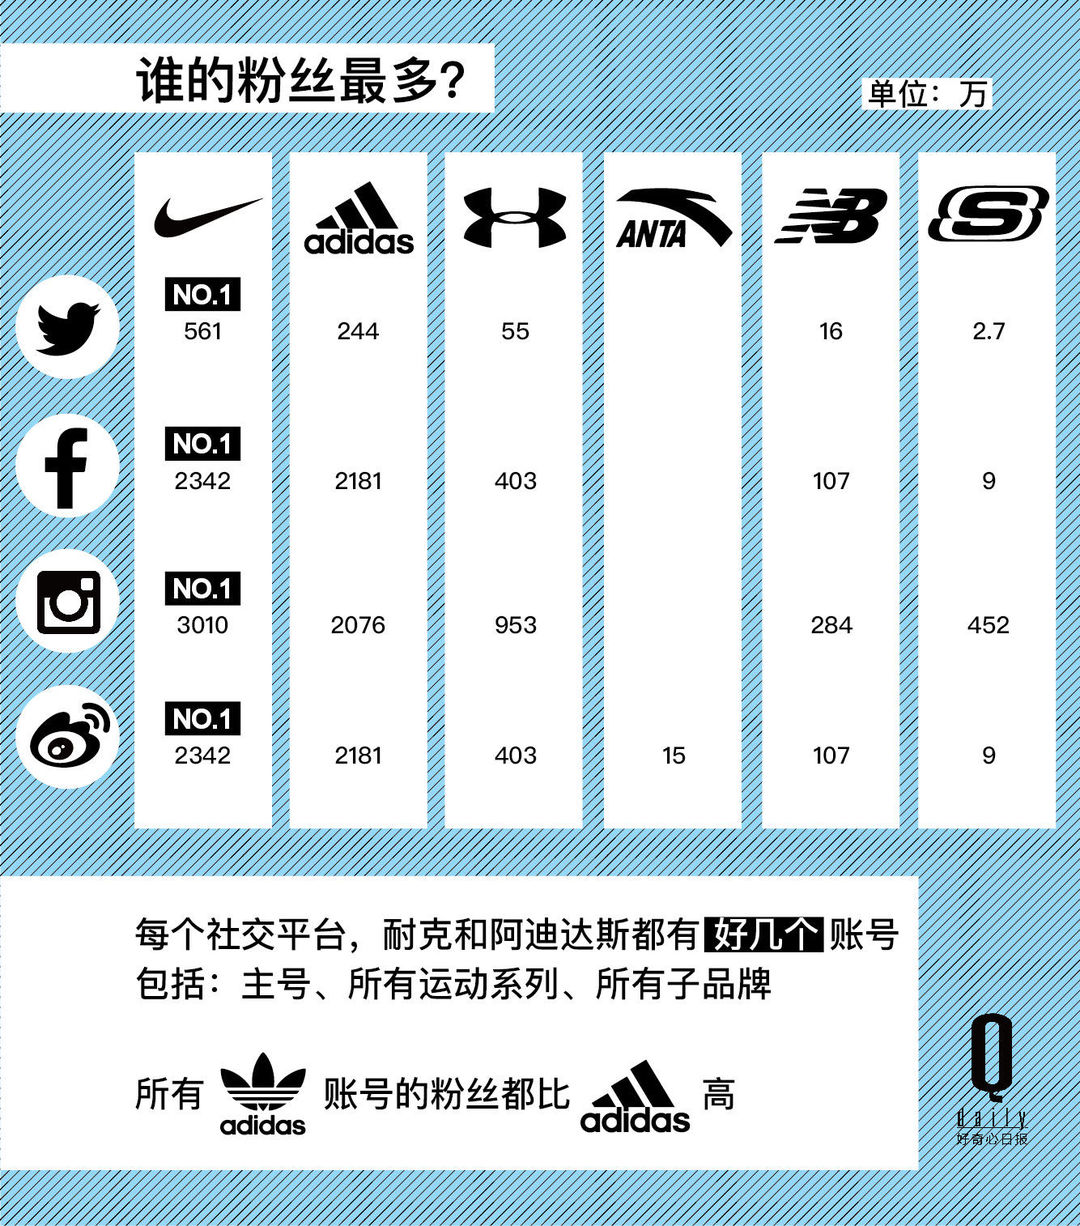 谁的粉丝最多?
单位：万
adidas
ANTA
NB
S
NO.1
561 244 55 16 2.7
NO.1
2342 2181 403 107 9
NO.1
3010 2076 953 284 452
NO.1
2342 2181 403 15 107 9
每个社交平台，耐克和阿迪达斯都有 好几个 账号
包括：主号、所有运动系列、所有子品牌
所有 adidas 账号的粉丝都比 adidas 高
Q
daily
好奇心日报